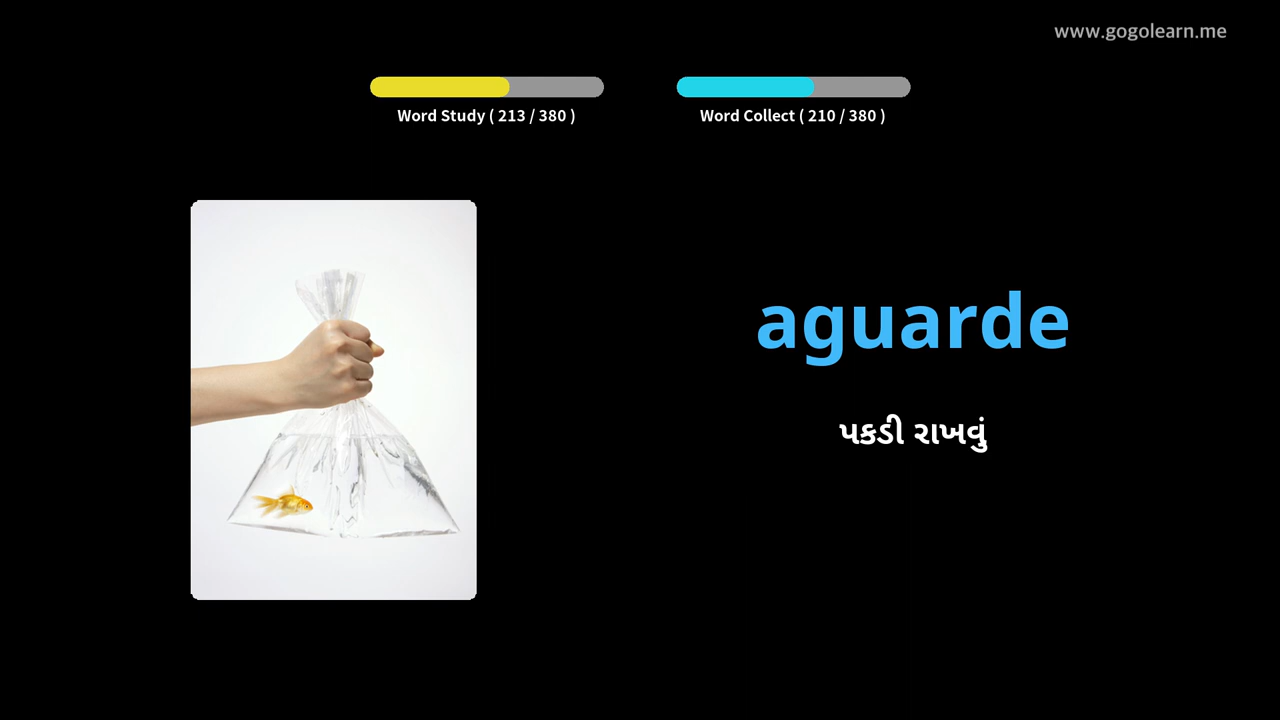 www.gogolearn.me
Word Study ( 213 / 380 )
Word Collect ( 210 / 380 )
aguarde
પકડી રાખવું